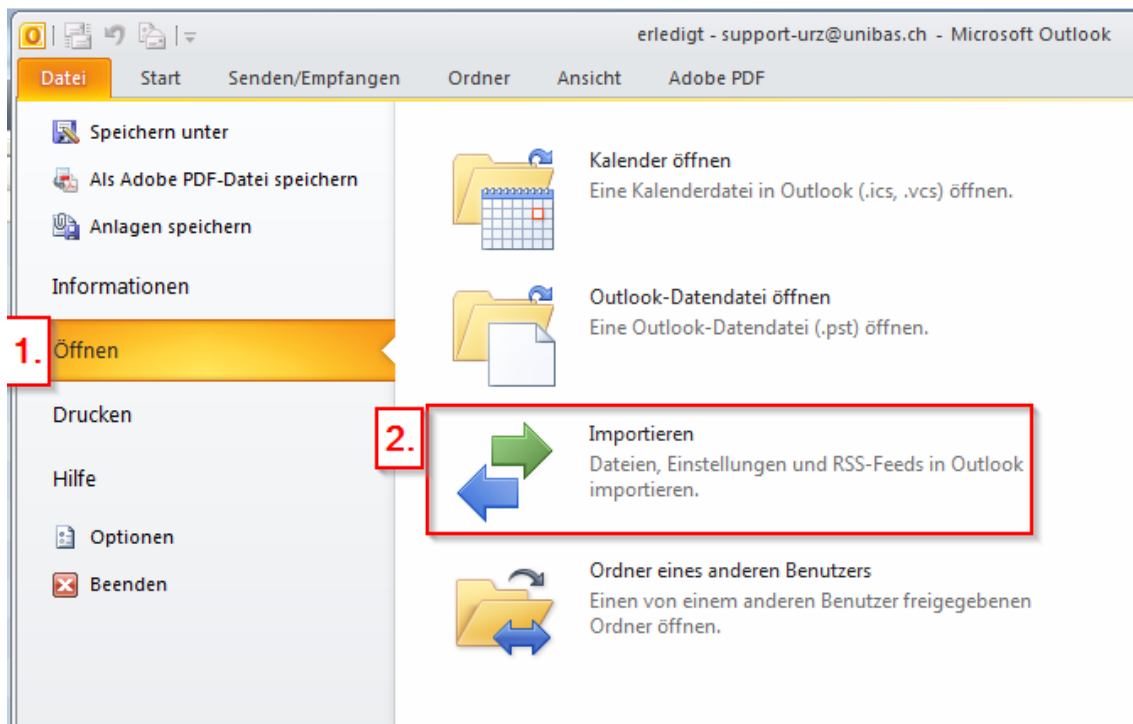 erledigt - support-urz@unibas.ch - Microsoft Outlook
Datei Start Senden/Empfangen Ordner Ansicht Adobe PDF
Speichern unter
Als Adobe PDF-Datei speichern
Anlagen speichern
Informationen
1. Öffnen
Drucken
Hilfe
Optionen
Beenden
Kalender öffnen
Eine Kalenderdatei in Outlook (.ics, .vcs) öffnen.
Outlook-Datendatei öffnen
Eine Outlook-Datendatei (.pst) öffnen.
2. Importieren
Dateien, Einstellungen und RSS-Feeds in Outlook
importieren.
Ordner eines anderen Benutzers
Einen von einem anderen Benutzer freigegebenen
Ordner öffnen.